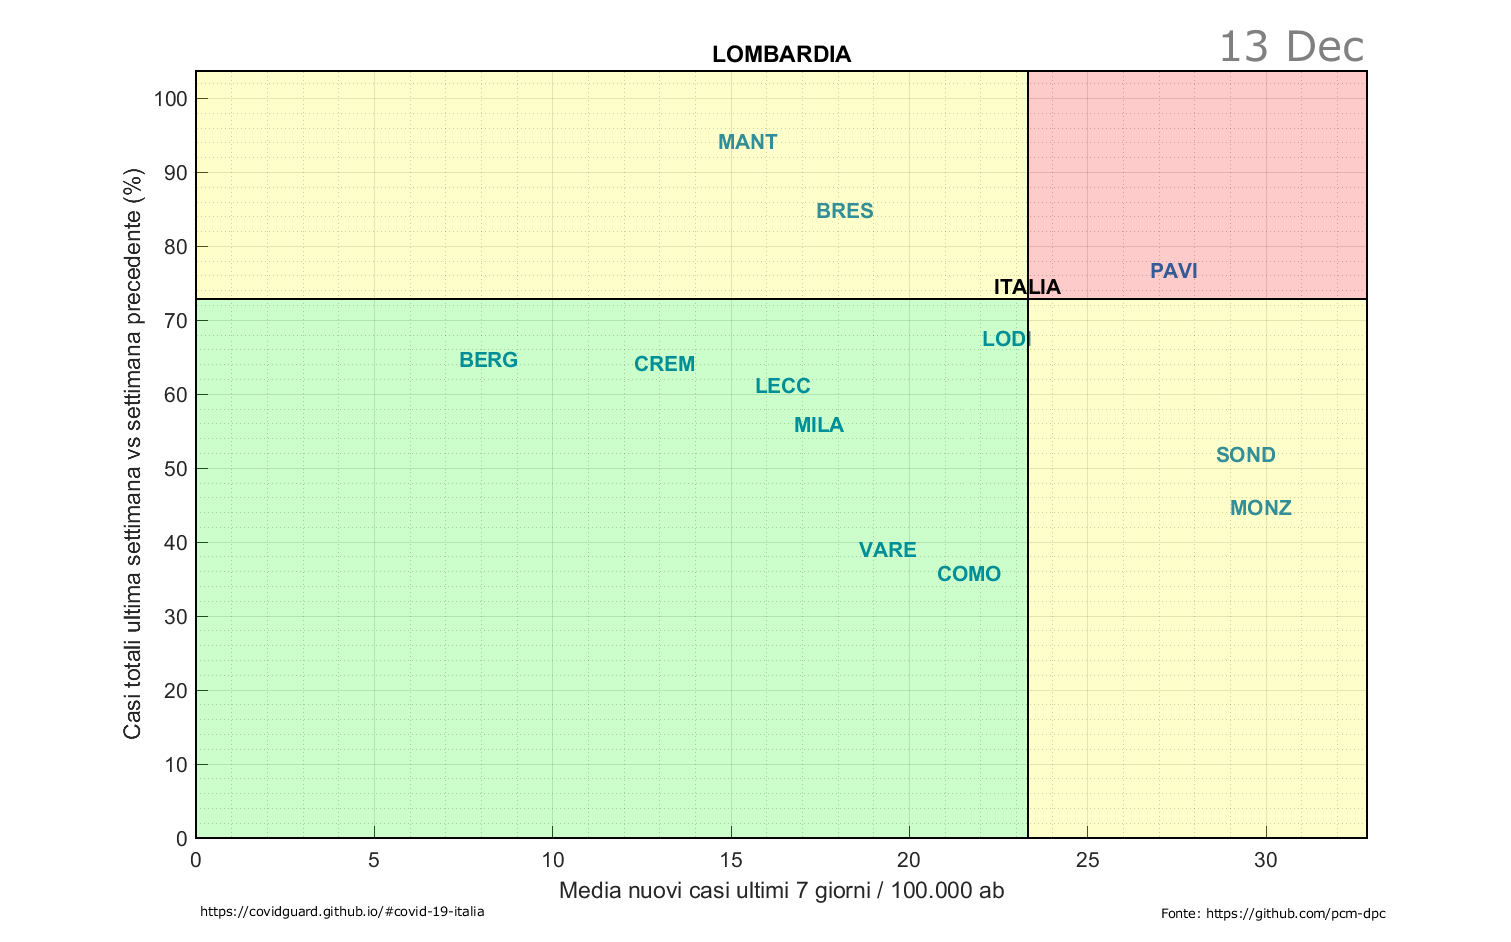 13 Dec
LOMBARDIA
100
90
80
70
60
50
40
30
20
10
0
Casi totali ultima settimana vs settimana precedente (%)
MANT
BRES
PAVI
ITALIA
LODI
BERG
CREM
LECC
MILA
SOND
MONZ
VARE
COMO
0 5 10 15 20 25 30
Media nuovi casi ultimi 7 giorni / 100.000 ab
https://covidguard.github.io/#covid-19-italia
Fonte: https://github.com/pcm-dpc